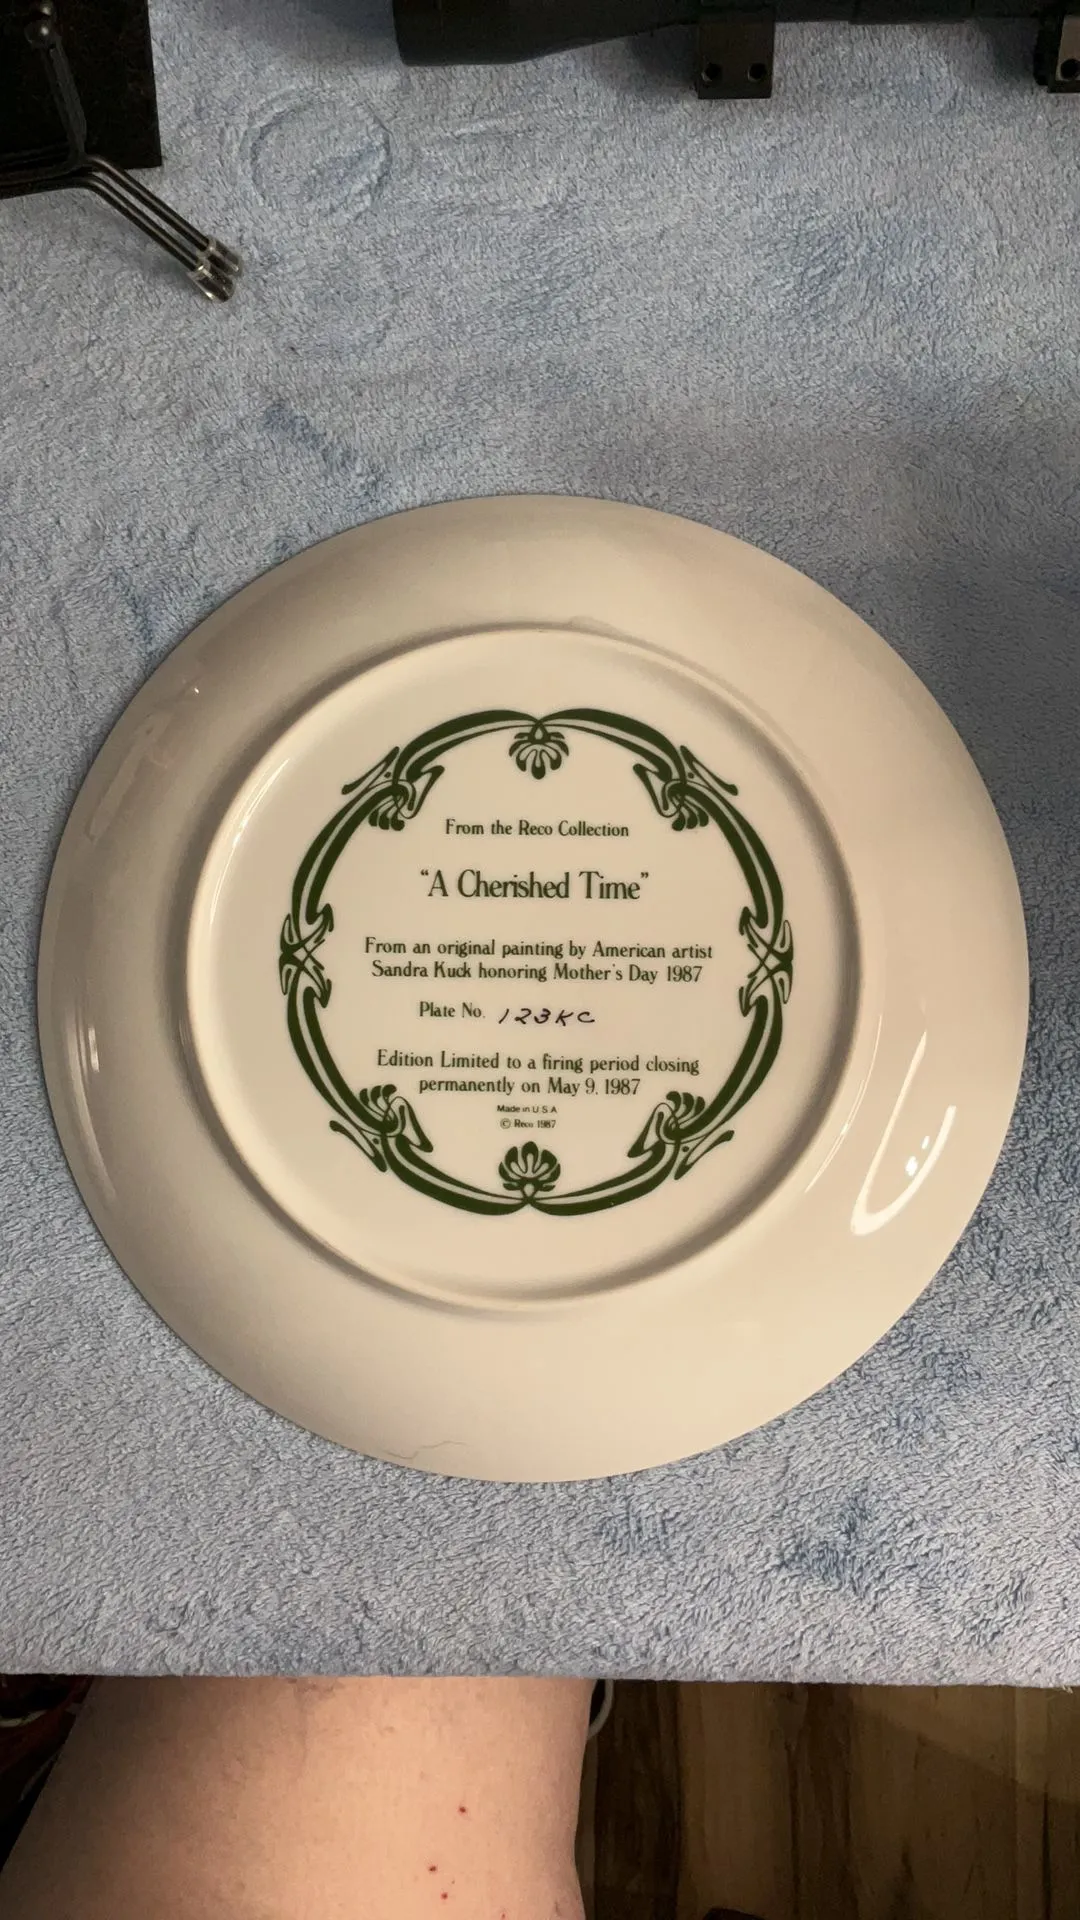 From the Reco Collection
"A Cherished Time"
From an original painting by American artist
Sandra Kuck honoring Mother's Day 1987
Plate No. 123KC
Edition Limited to a firing period closing
permanently on May 9, 1987
Made in U.S.A
© Reco 1987